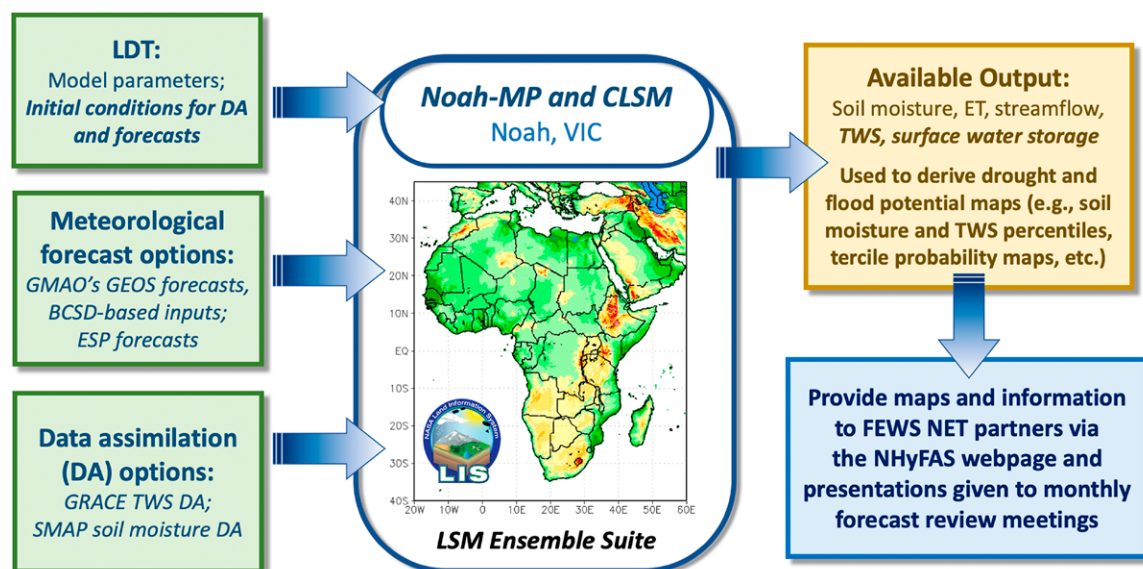 LDT:
Model parameters;
Initial conditions for DA
and forecasts
Meteorological
forecast options:
GMAO's GEOS forecasts,
BCSD-based inputs;
ESP forecasts
Data assimilation
(DA) options:
GRACE TWS DA;
SMAP soil moisture DA
Noah-MP and CLSM
Noah, VIC
40N
30N
20N
10N
EQ
10S
20S
30S
40S
20W 10W 0 10E 20E 30E 40E 50E 60E
NASA Land Information System
LIS
LSM Ensemble Suite
Available Output:
Soil moisture, ET, streamflow,
TWS, surface water storage
Used to derive drought and
flood potential maps (e.g., soil
moisture and TWS percentiles,
tercile probability maps, etc.)
Provide maps and information
to FEWS NET partners via
the NHyFAS webpage and
presentations given to monthly
forecast review meetings